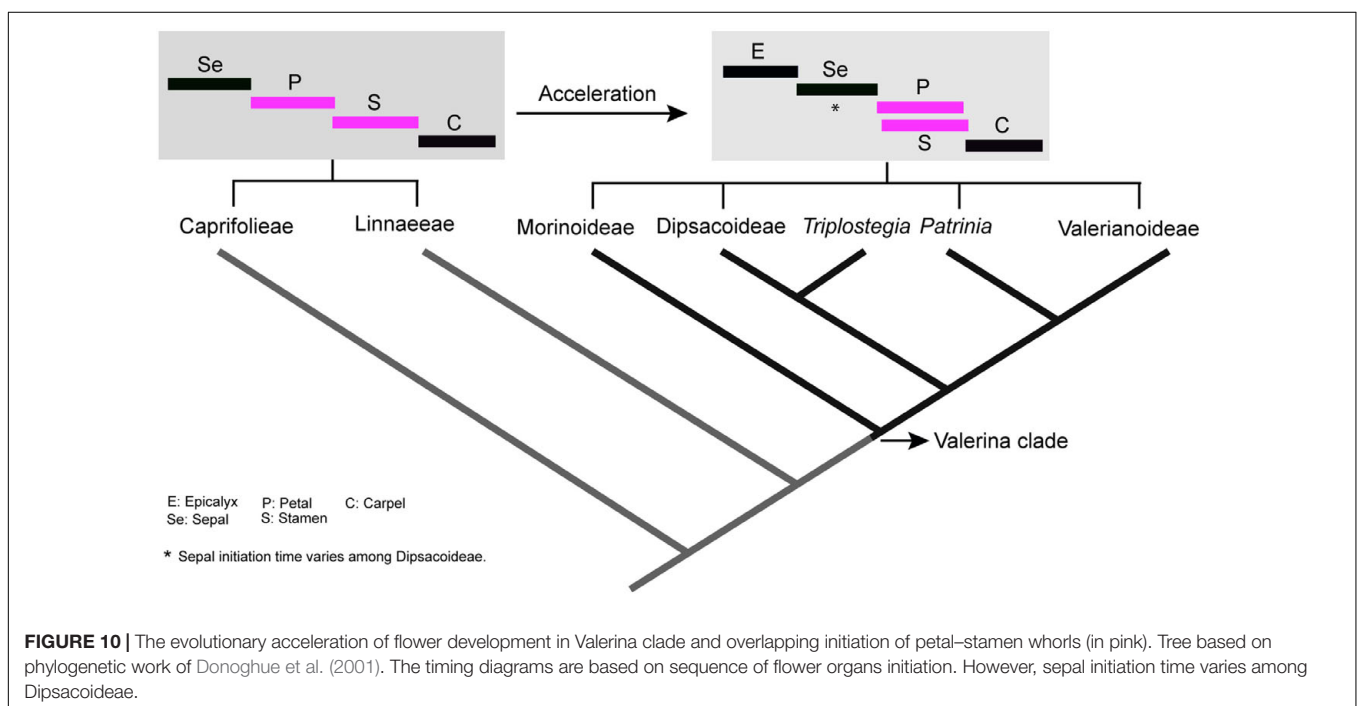 Se
P
S
C
Acceleration
E
Se
*
P
S
C
Caprifolieae
Linnaeeae
Morinoideae
Dipsacoideae
Triplostegia
Patrinia
Valerianoideae
Valerina clade
E: Epicalyx P: Petal C: Carpel
Se: Sepal S: Stamen
* Sepal initiation time varies among Dipsacoideae.
FIGURE 10 | The evolutionary acceleration of flower development in Valerina clade and overlapping initiation of petal–stamen whorls (in pink). Tree based on
phylogenetic work of Donoghue et al. (2001). The timing diagrams are based on sequence of flower organs initiation. However, sepal initiation time varies among
Dipsacoideae.